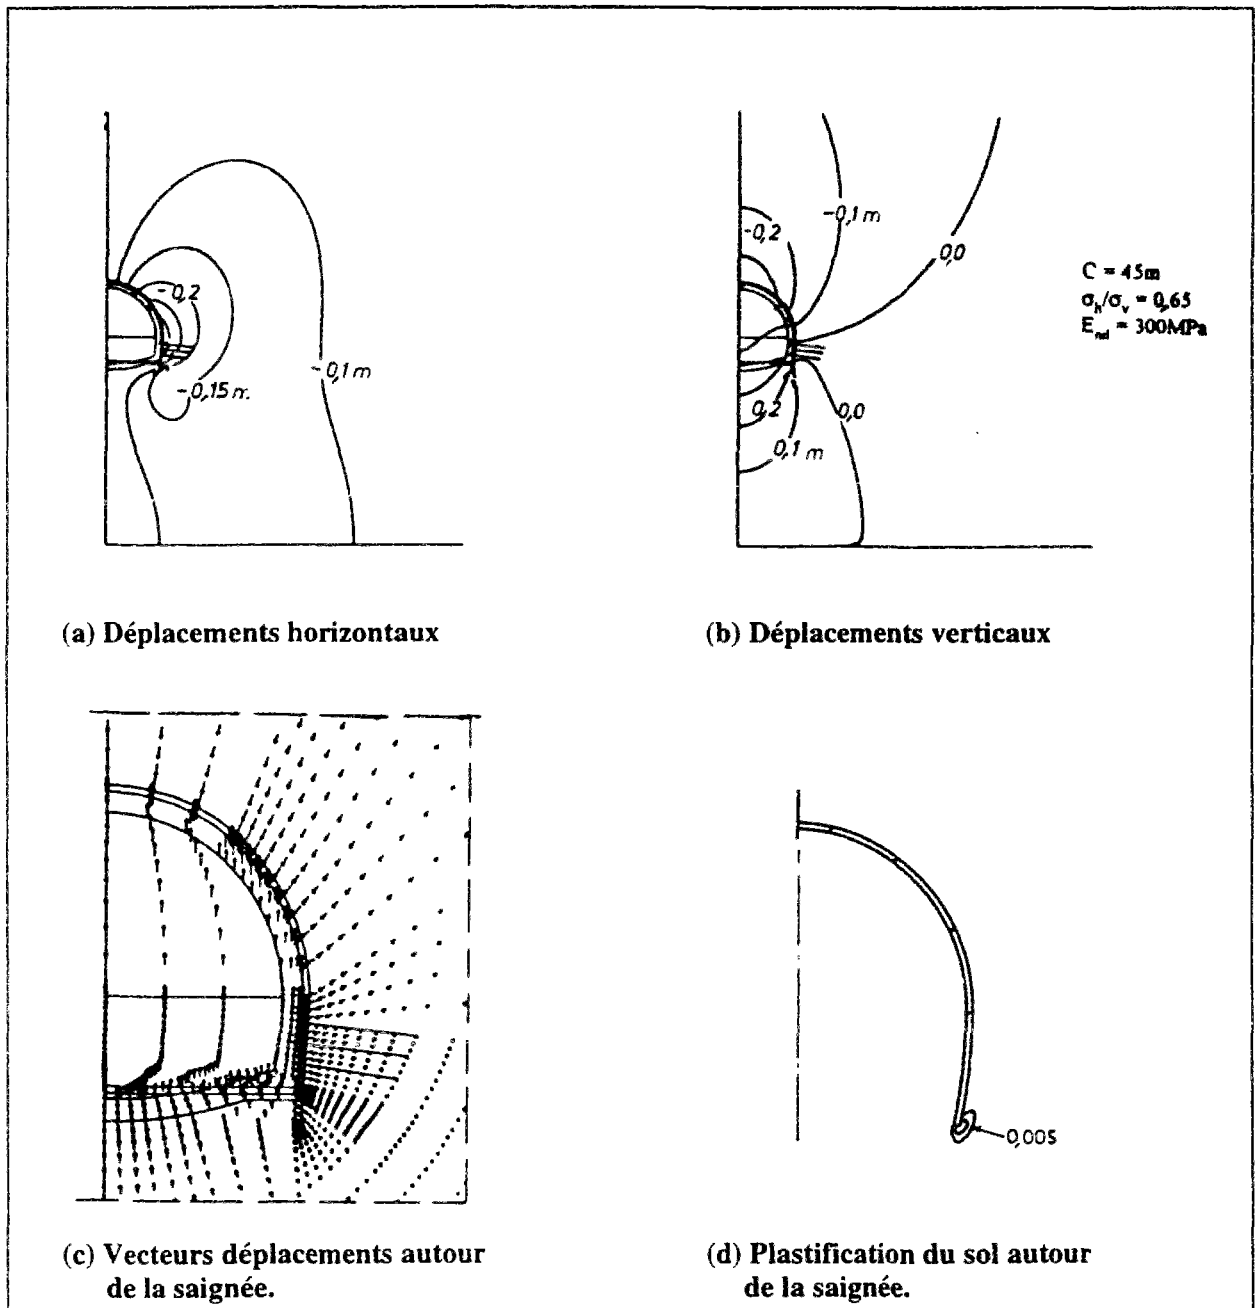 -0,2
-0,15 m.
-0,1 m
(a) Déplacements horizontaux
-0,1 m
-0,2
0,0
0,2
0,0
0,1 m
C = 45m
σh/σv = 0,65
(b) Déplacements verticaux
(c) Vecteurs déplacements autour
de la saignée.
0,005
(d) Plastification du sol autour
de la saignée.